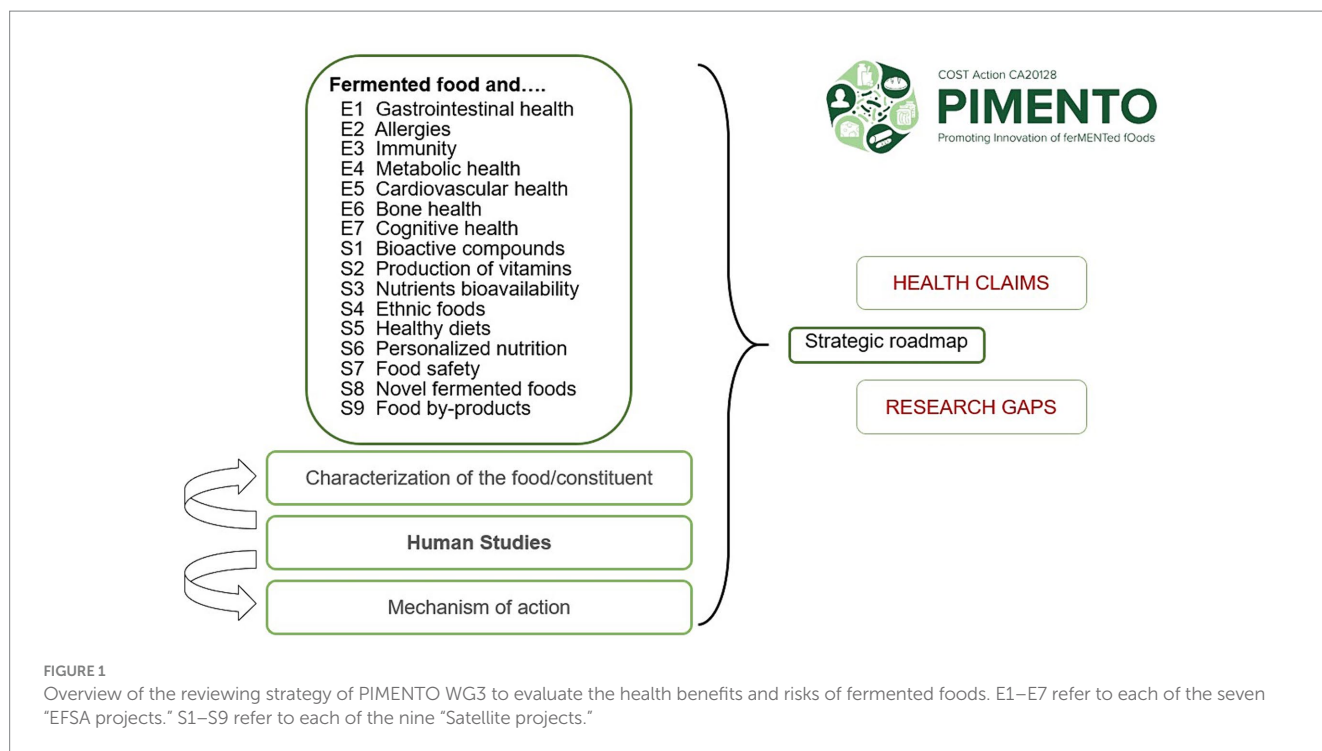 Fermented food and....
E1 Gastrointestinal health
E2 Allergies
E3 Immunity
E4 Metabolic health
E5 Cardiovascular health
E6 Bone health
E7 Cognitive health
S1 Bioactive compounds
S2 Production of vitamins
S3 Nutrients bioavailability
S4 Ethnic foods
S5 Healthy diets
S6 Personalized nutrition
S7 Food safety
S8 Novel fermented foods
S9 Food by-products
Characterization of the food/constituent
Human Studies
Mechanism of action
COST Action CA20128
PIMENTO
Promoting Innovation of ferMENTed fOods
HEALTH CLAIMS
Strategic roadmap
RESEARCH GAPS
FIGURE 1
Overview of the reviewing strategy of PIMENTO WG3 to evaluate the health benefits and risks of fermented foods. E1–E7 refer to each of the seven
“EFSA projects.” S1–S9 refer to each of the nine “Satellite projects.”